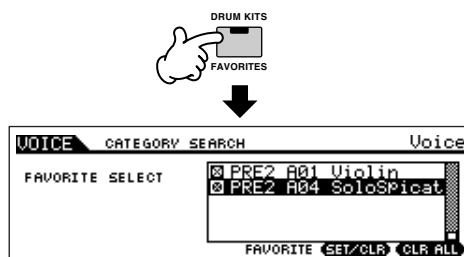 DRUM KITS
FAVORITES
VOICE CATEGORY SEARCH Voice
FAVORITE SELECT
PRE2 A01 Violin
PRE2 A04 SoloSpicat
FAVORITE SET/CLR CLR ALL